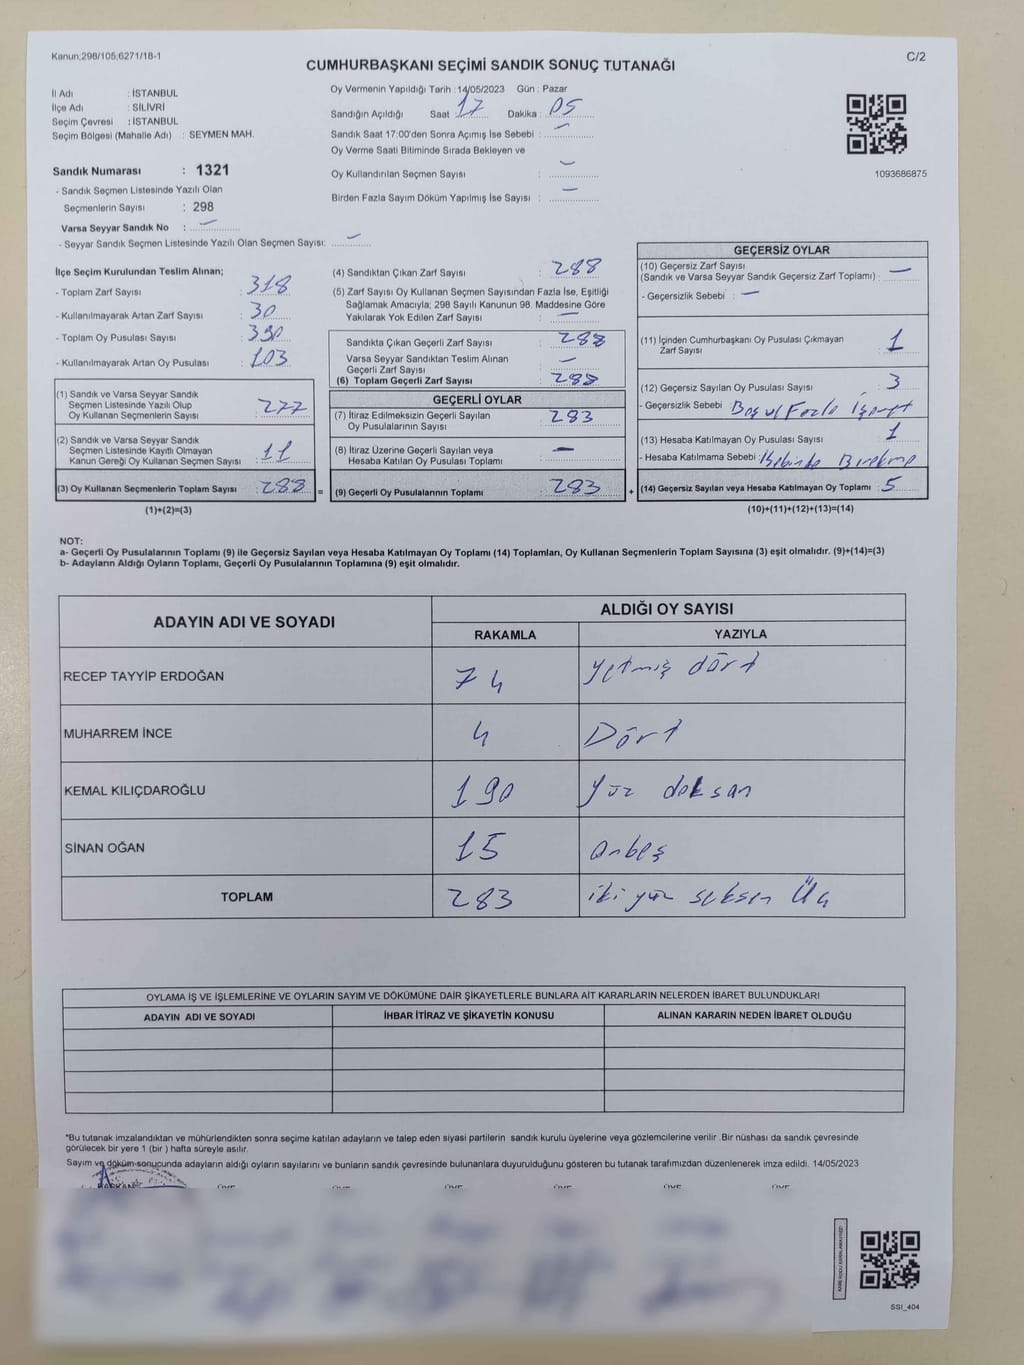 Kanun;298/105;6271/18-1
C/2
CUMHURBAŞKANI SEÇİMİ SANDIK SONUÇ TUTANAĞI
İl Adı : İSTANBUL
İlçe Adı : SİLİVRİ
Seçim Çevresi : İSTANBUL
Seçim Bölgesi (Mahalle Adı) : SEYMEN MAH.
Sandık Numarası : 1321
- Sandık Seçmen Listesinde Yazılı Olan
Seçmenlerin Sayısı : 298
Varsa Seyyar Sandık No : —
- Seyyar Sandık Seçmen Listesinde Yazılı Olan Seçmen Sayısı: —
Oy Vermenin Yapıldığı Tarih :14/05/2023 Gün : Pazar
Sandığın Açıldığı Saat : 17 Dakika : 05
Sandık Saat 17:00'den Sonra Açımış İse Sebebi : —
Oy Verme Saati Bitiminde Sırada Bekleyen ve
Oy Kullandırılan Seçmen Sayısı : —
Birden Fazla Sayım Döküm Yapılmış İse Sayısı : —
1093686875
İlçe Seçim Kurulundan Teslim Alınan;
- Toplam Zarf Sayısı : 318
- Kullanılmayarak Artan Zarf Sayısı : 30
- Toplam Oy Pusulası Sayısı : 390
- Kullanılmayarak Artan Oy Pusulası : 103
(1) Sandık ve Varsa Seyyar Sandık
Seçmen Listesinde Yazılı Olup
Oy Kullanan Seçmenlerin Sayısı : 277
(2) Sandık ve Varsa Seyyar Sandık
Seçmen Listesinde Kayıtlı Olmayan
Kanun Gereği Oy Kullanan Seçmen Sayısı : 11
(3) Oy Kullanan Seçmenlerin Toplam Sayısı : 288
(1)+(2)=(3)
(4) Sandıktan Çıkan Zarf Sayısı : 288
(5) Zarf Sayısı Oy Kullanan Seçmen Sayısından Fazla İse, Eşitliği
Sağlamak Amacıyla; 298 Sayılı Kanunun 98. Maddesine Göre
Yakılarak Yok Edilen Zarf Sayısı : —
Sandıkta Çıkan Geçerli Zarf Sayısı : 288
Varsa Seyyar Sandıktan Teslim Alınan
Geçerli Zarf Sayısı : —
(6) Toplam Geçerli Zarf Sayısı : 288
GEÇERLİ OYLAR
(7) İtiraz Edilmeksizin Geçerli Sayılan
Oy Pusulalarının Sayısı : 283
(8) İtiraz Üzerine Geçerli Sayılan veya
Hesaba Katılan Oy Pusulası Toplamı : —
= (9) Geçerli Oy Pusulalarının Toplamı : 283
GEÇERSİZ OYLAR
(10) Geçersiz Zarf Sayısı
(Sandık ve Varsa Seyyar Sandık Geçersiz Zarf Toplamı) : —
- Geçersizlik Sebebi : —
(11) İçinden Cumhurbaşkanı Oy Pusulası Çıkmayan
Zarf Sayısı : 1
(12) Geçersiz Sayılan Oy Pusulası Sayısı : 3
- Geçersizlik Sebebi : Boş
(13) Hesaba Katılmayan Oy Pusulası Sayısı : 1
- Hesaba Katılmama Sebebi :
+ (14) Geçersiz Sayılan veya Hesaba Katılmayan Oy Toplamı : 5
(10)+(11)+(12)+(13)=(14)
NOT:
a- Geçerli Oy Pusulalarının Toplamı (9) ile Geçersiz Sayılan veya Hesaba Katılmayan Oy Toplamı (14) Toplamları, Oy Kullanan Seçmenlerin Toplam Sayısına (3) eşit olmalıdır. (9)+(14)=(3)
b- Adayların Aldığı Oyların Toplamı, Geçerli Oy Pusulalarının Toplamına (9) eşit olmalıdır.
ADAYIN ADI VE SOYADI
ALDIĞI OY SAYISI
RAKAMLA YAZIYLA
RECEP TAYYİP ERDOĞAN 74 yetmiş dört
MUHARREM İNCE 4 Dört
KEMAL KILIÇDAROĞLU 190 yüz doksan
SİNAN OĞAN 15 onbeş
TOPLAM 283 iki yüz seksen Üç
OYLAMA İŞ VE İŞLEMLERİNE VE OYLARIN SAYIM VE DÖKÜMÜNE DAİR ŞİKAYETLERLE BUNLARA AİT KARARLARIN NELERDEN İBARET BULUNDUKLARI
ADAYIN ADI VE SOYADI İHBAR İTİRAZ VE ŞİKAYETİN KONUSU ALINAN KARARIN NEDEN İBARET OLDUĞU
*Bu tutanak imzalandıktan ve mühürlendikten sonra seçime katılan adayların ve talep eden siyasi partilerin sandık kurulu üyelerine veya gözlemcilerine verilir .Bir nüshası da sandık çevresinde
görülecek bir yere 1 (bir ) hafta süreyle asılır.
Sayım ve döküm sonucunda adayların aldığı oyların sayılarını ve bunların sandık çevresinde bulunanlara duyurulduğunu gösteren bu tutanak tarafımızdan düzenlenerek imza edildi. 14/05/2023
SSI_404